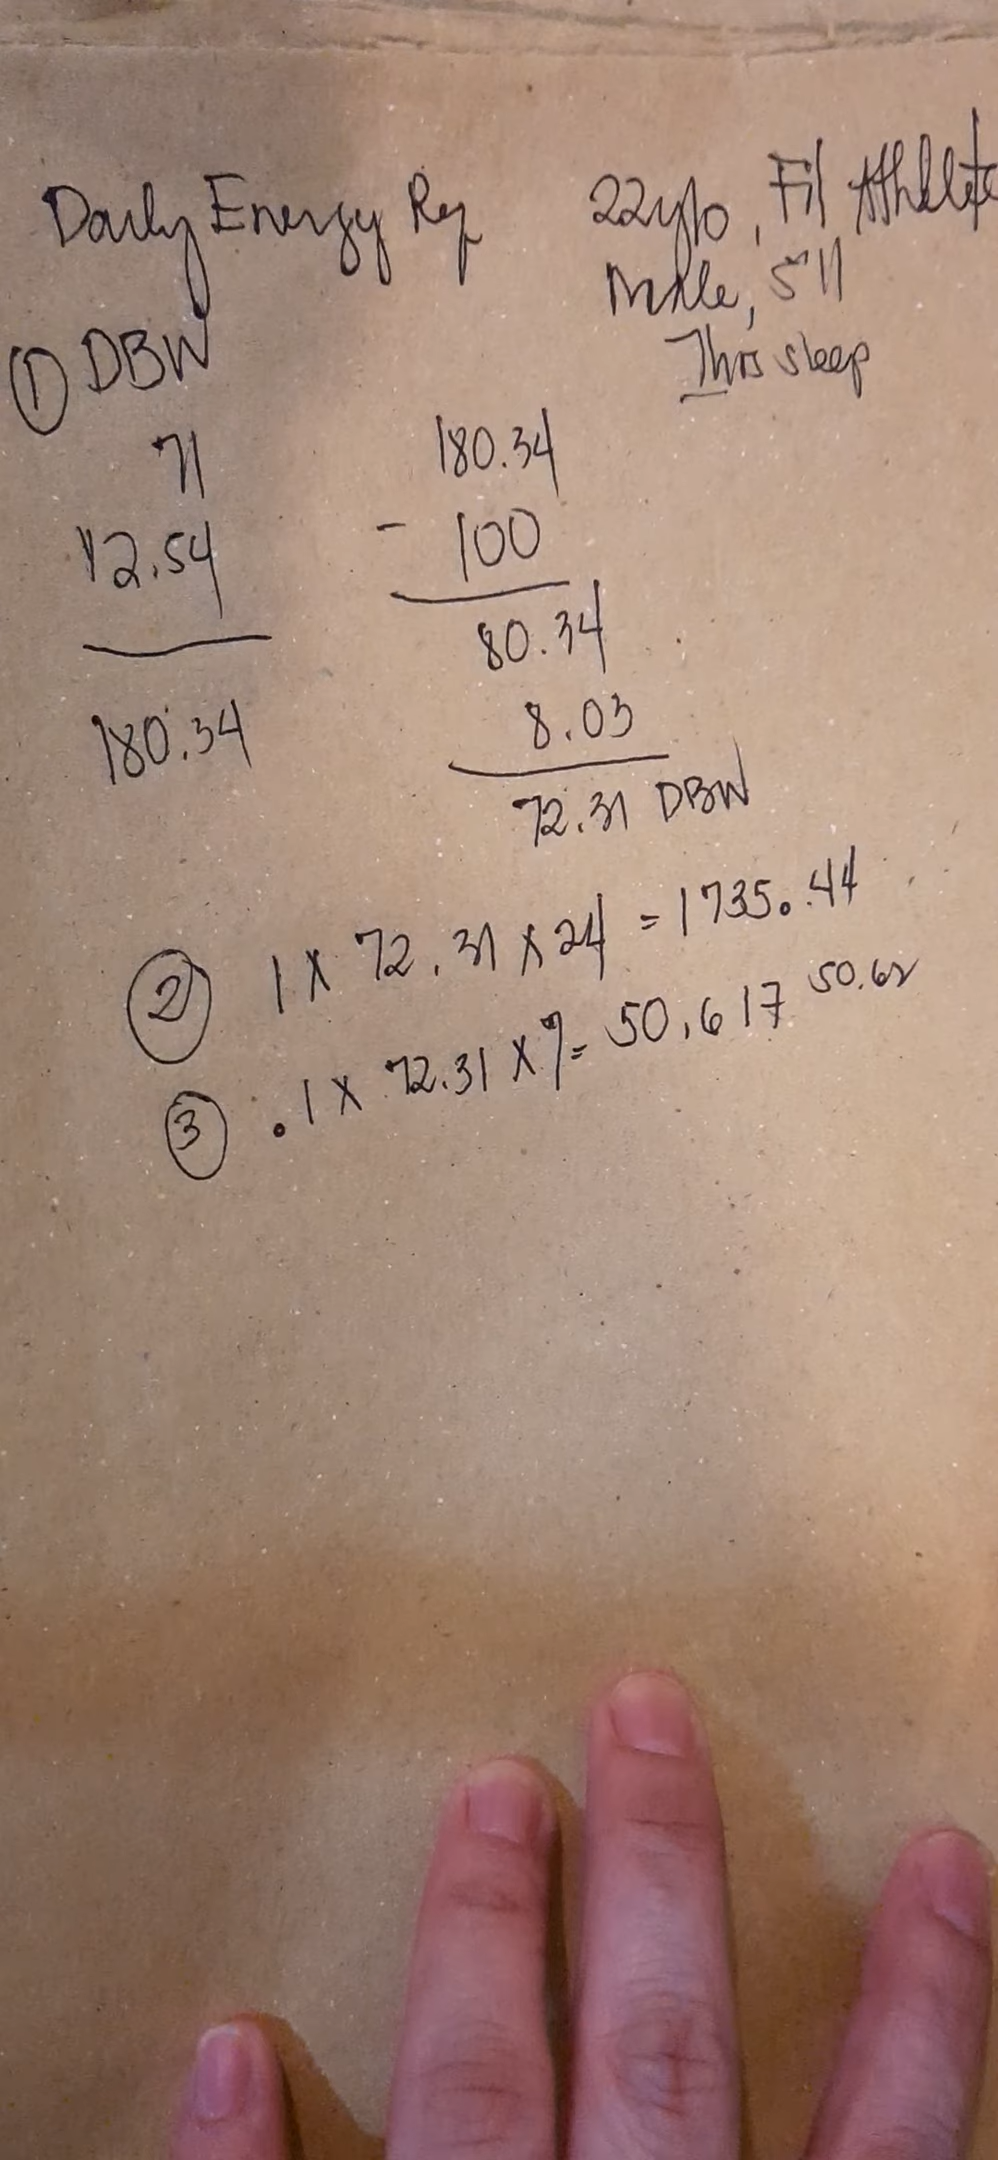 Daily Energy Req
22y/o, Fil Athlete
Male, 5'11
7hrs sleep
① DBW
71
x2.54
180.34
180.34
- 100
80.34
8.03
72.31 DBW
② 1 x 72.31 x 24 = 1735.44
③ .1 x 72.31 x 7 = 50.617 50.62